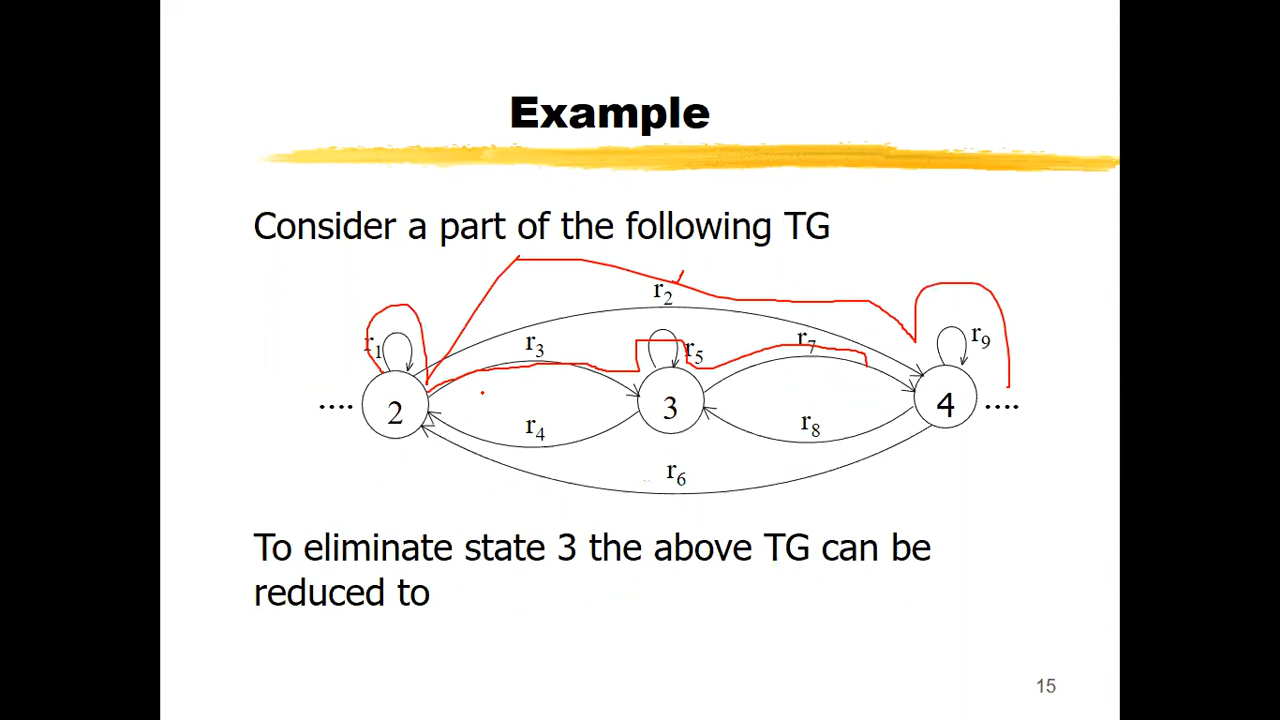 Example
Consider a part of the following TG
r2
r1
r3
r5
r7
r9
.... 2
3
4 ....
r4
r8
r6
To eliminate state 3 the above TG can be
reduced to
15